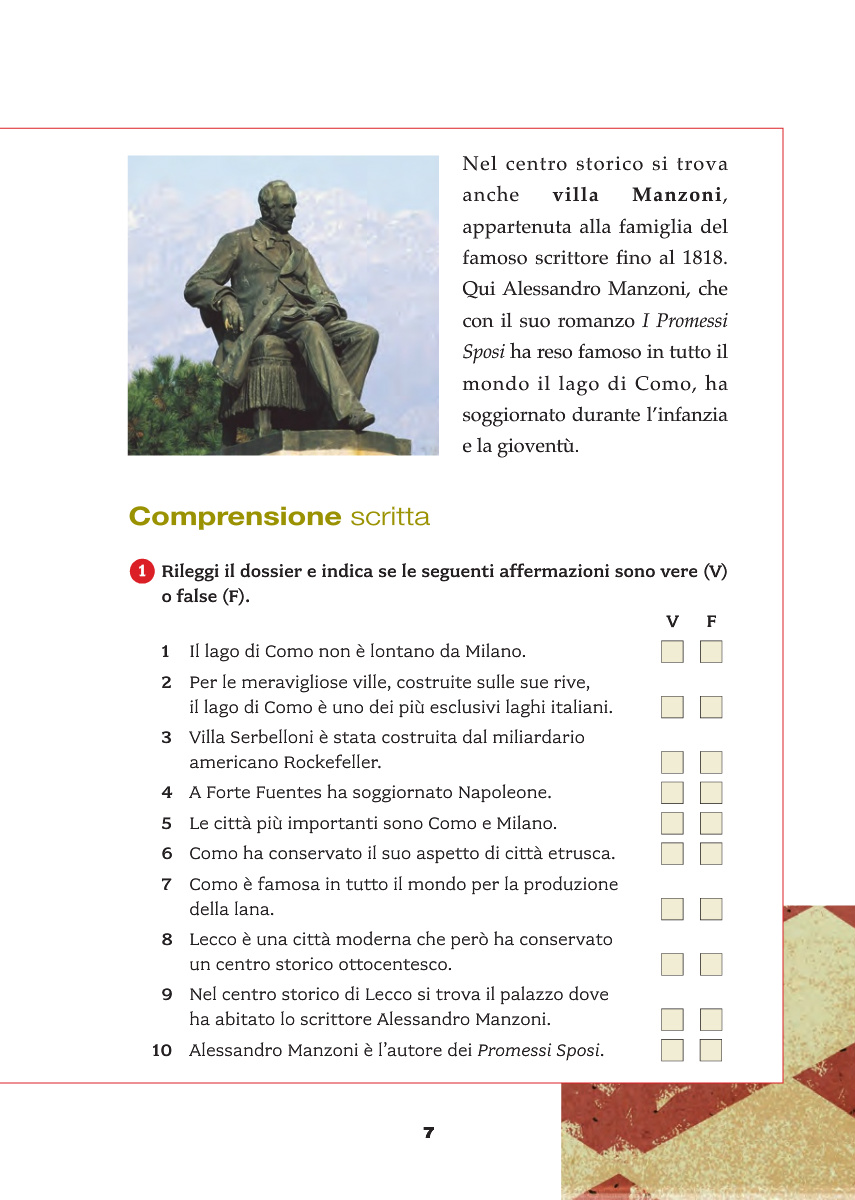 Nel centro storico si trova
anche villa Manzoni,
appartenuta alla famiglia del
famoso scrittore fino al 1818.
Qui Alessandro Manzoni, che
con il suo romanzo I Promessi
Sposi ha reso famoso in tutto il
mondo il lago di Como, ha
soggiornato durante l'infanzia
e la gioventù.
Comprensione scritta
1 Rileggi il dossier e indica se le seguenti affermazioni sono vere (V)
o false (F).
V F
1 Il lago di Como non è lontano da Milano.
2 Per le meravigliose ville, costruite sulle sue rive,
il lago di Como è uno dei più esclusivi laghi italiani.
3 Villa Serbelloni è stata costruita dal miliardario
americano Rockefeller.
4 A Forte Fuentes ha soggiornato Napoleone.
5 Le città più importanti sono Como e Milano.
6 Como ha conservato il suo aspetto di città etrusca.
7 Como è famosa in tutto il mondo per la produzione
della lana.
8 Lecco è una città moderna che però ha conservato
un centro storico ottocentesco.
9 Nel centro storico di Lecco si trova il palazzo dove
ha abitato lo scrittore Alessandro Manzoni.
10 Alessandro Manzoni è l'autore dei Promessi Sposi.
7